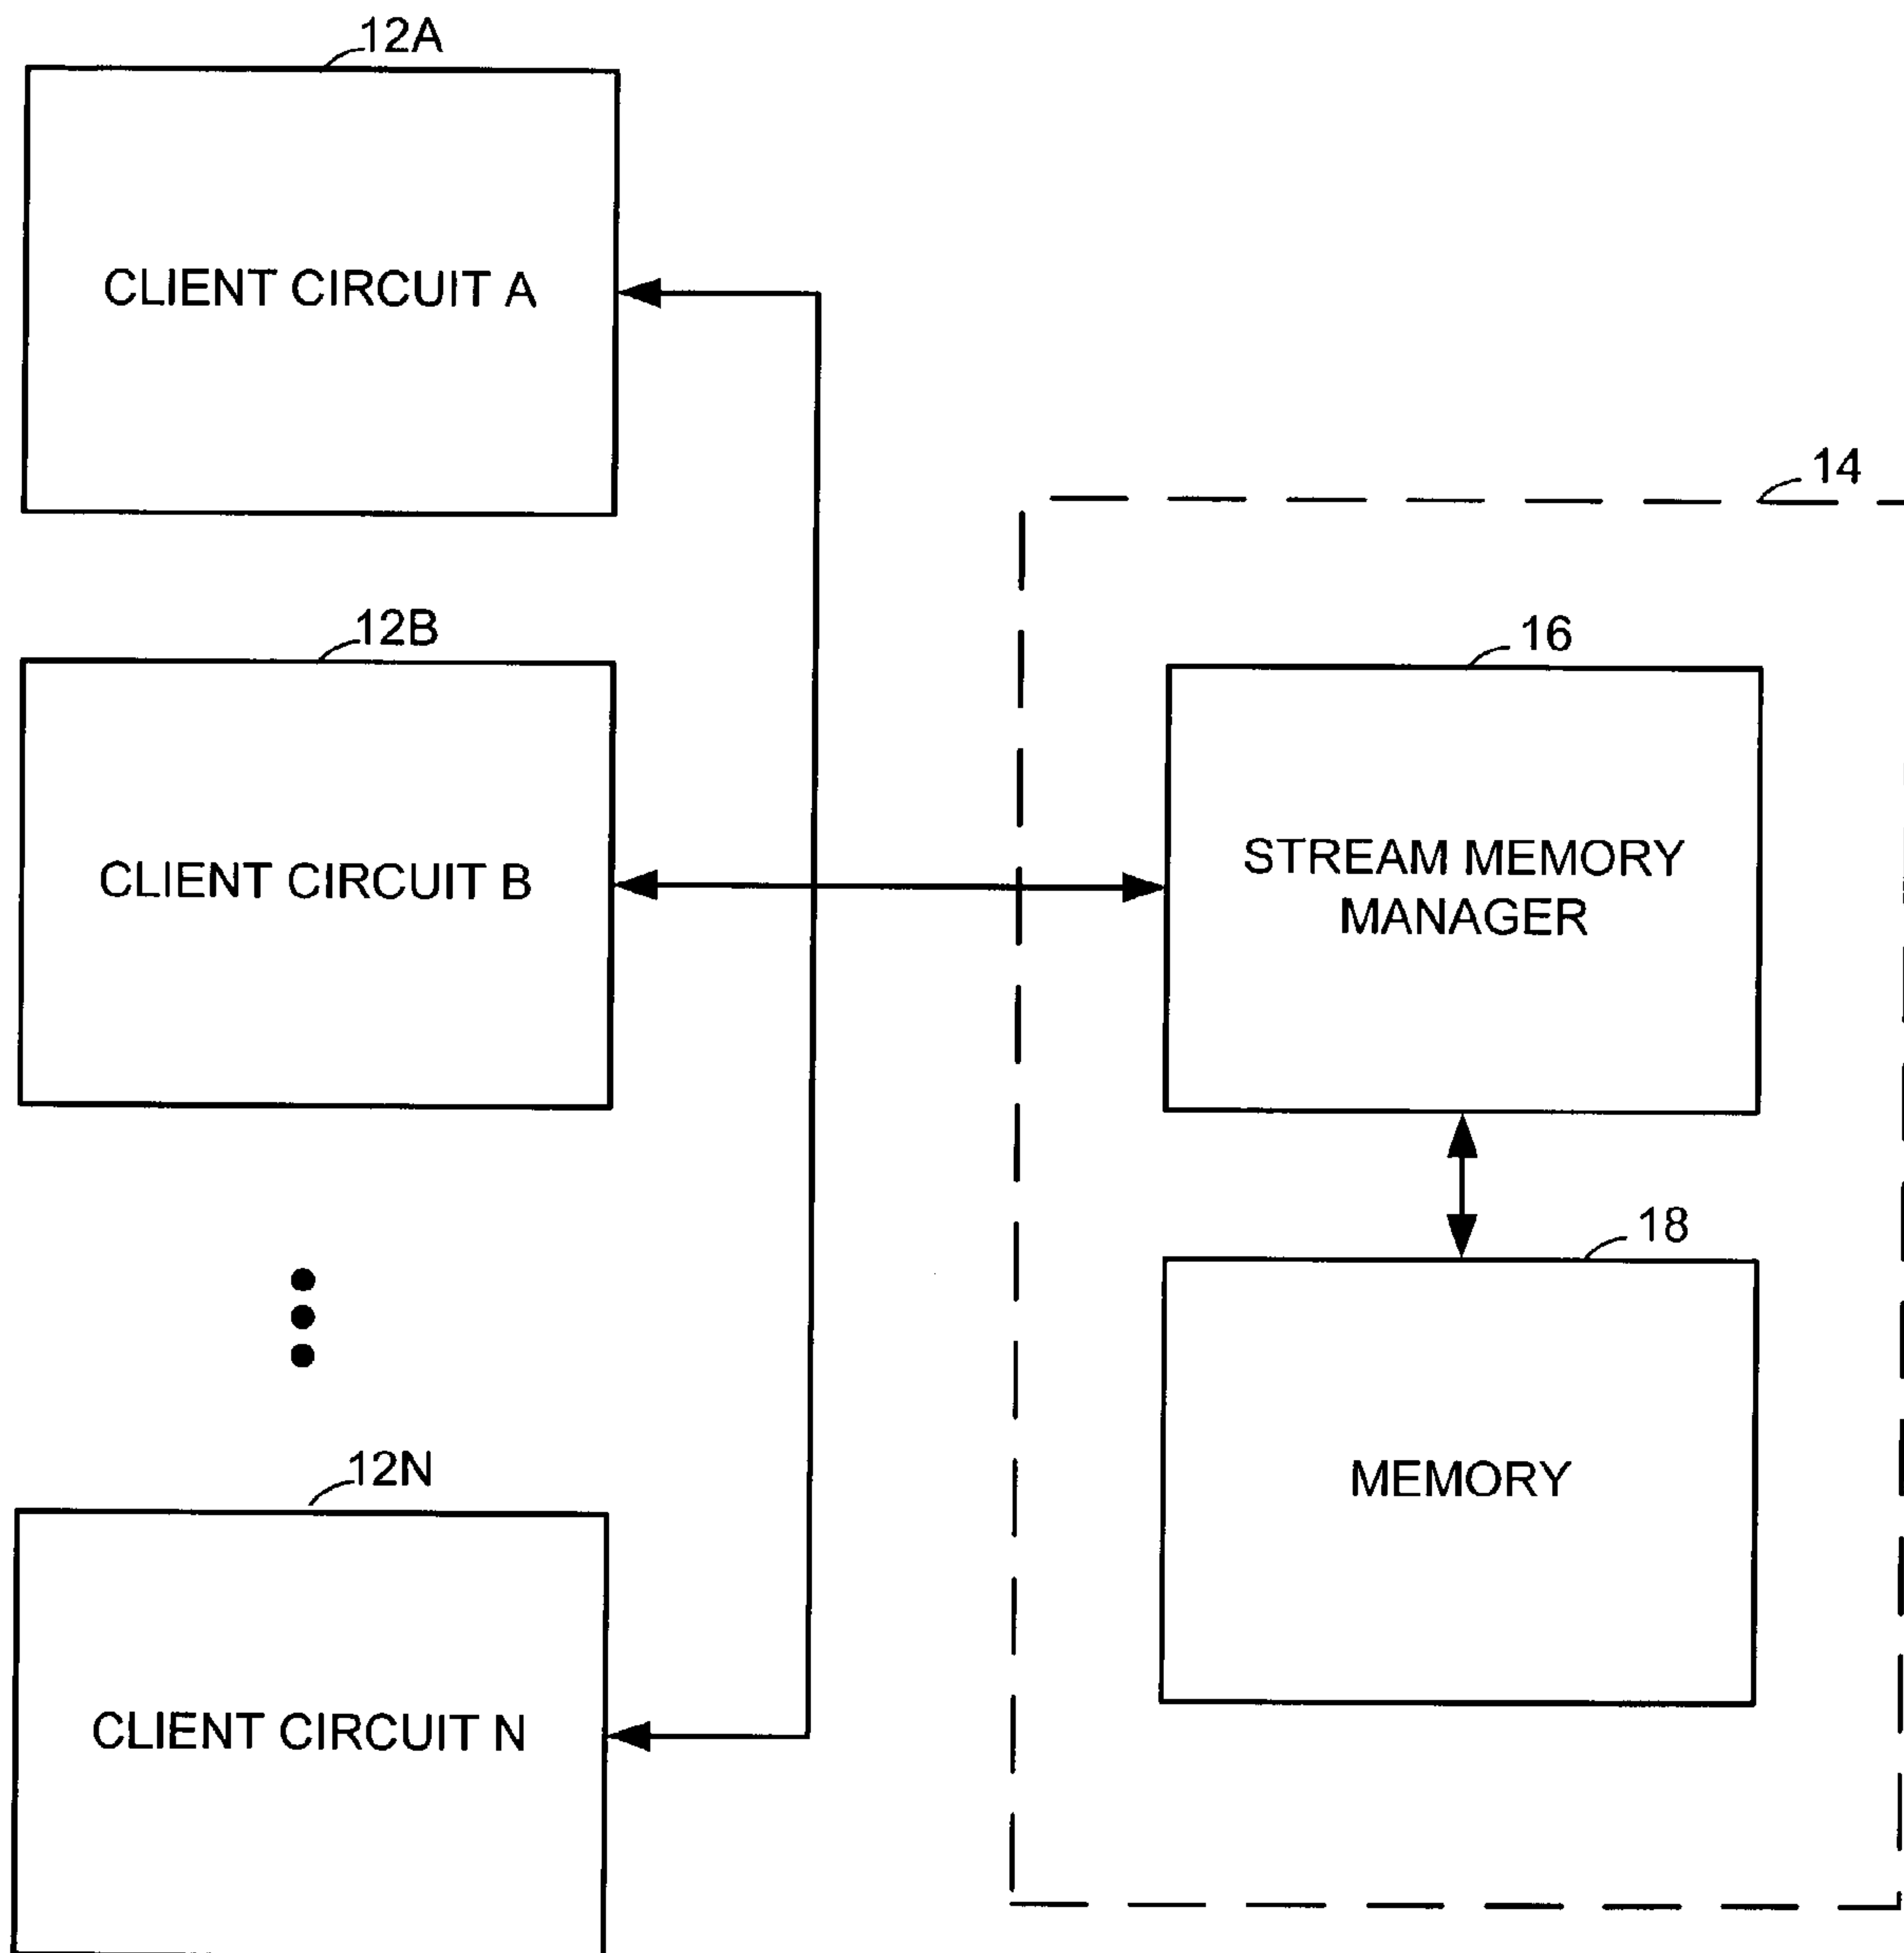 12A
CLIENT CIRCUIT A
14
12B
CLIENT CIRCUIT B
16
STREAM MEMORY
MANAGER
18
MEMORY
12N
CLIENT CIRCUIT N